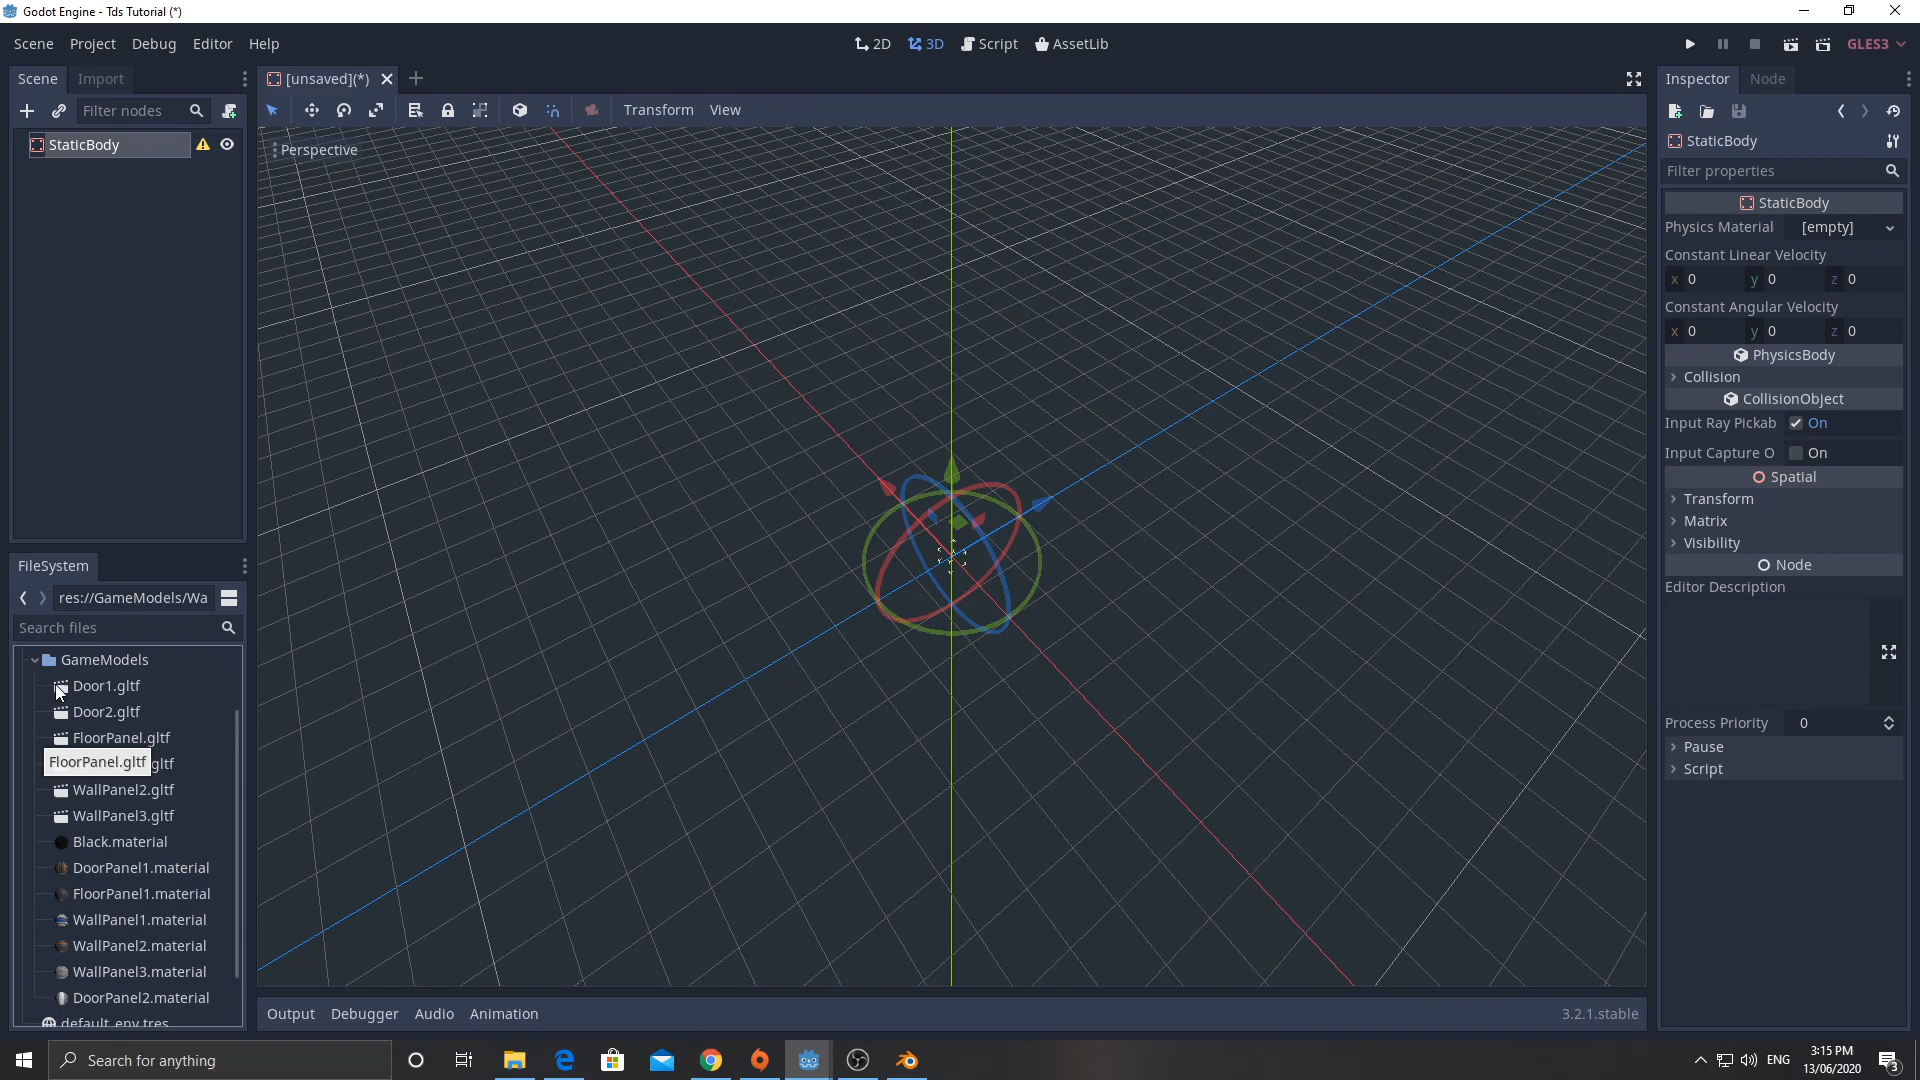 Godot Engine - Tds Tutorial (*)
Scene Project Debug Editor Help
2D 3D Script AssetLib
GLES3
Scene Import
[unsaved](*)
Inspector Node
Filter nodes
Transform View
StaticBody
Perspective
StaticBody
Filter properties
StaticBody
Physics Material [empty]
Constant Linear Velocity
x 0 y 0 z 0
Constant Angular Velocity
x 0 y 0 z 0
PhysicsBody
Collision
CollisionObject
Input Ray Pickab On
Input Capture O On
Spatial
Transform
Matrix
Visibility
Node
Editor Description
Process Priority 0
Pause
Script
FileSystem
res://GameModels/Wa
Search files
GameModels
Door1.gltf
Door2.gltf
FloorPanel.gltf
FloorPanel.gltf gltf
WallPanel2.gltf
WallPanel3.gltf
Black.material
DoorPanel1.material
FloorPanel1.material
WallPanel1.material
WallPanel2.material
WallPanel3.material
DoorPanel2.material
default_env.tres
Output Debugger Audio Animation
3.2.1.stable
Search for anything
ENG
3:15 PM
13/06/2020
3